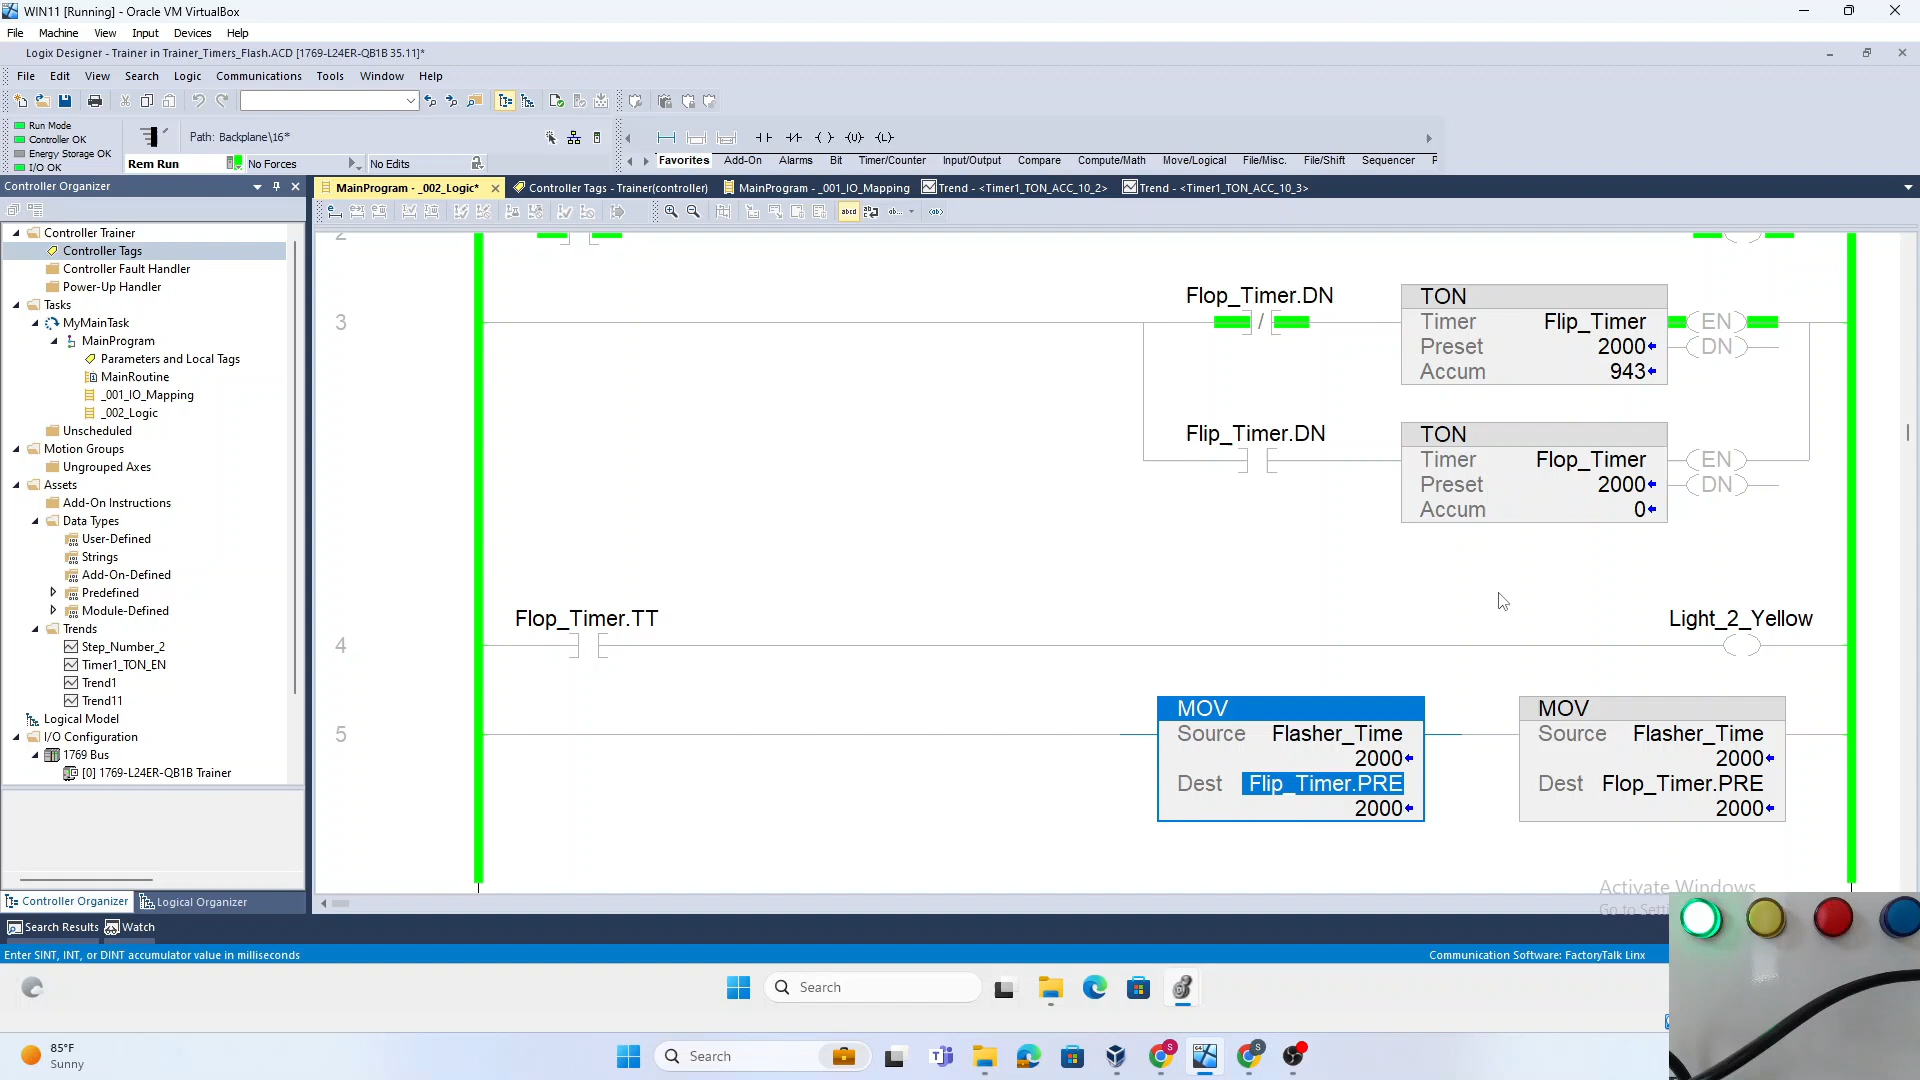 WIN11 [Running] - Oracle VM VirtualBox
File Machine View Input Devices Help
Logix Designer - Trainer in Trainer_Timers_Flash.ACD [1769-L24ER-QB1B 35.11]*
File Edit View Search Logic Communications Tools Window Help
Run Mode
Controller OK
Energy Storage OK
I/O OK
Path: Backplane\16*
Rem Run No Forces No Edits
Favorites Add-On Alarms Bit Timer/Counter Input/Output Compare Compute/Math Move/Logical File/Misc. File/Shift Sequencer P
Controller Organizer
MainProgram - _002_Logic* Controller Tags - Trainer(controller) MainProgram - _001_IO_Mapping Trend - <Timer1_TON_ACC_10_2> Trend - <Timer1_TON_ACC_10_3>
Controller Trainer
Controller Tags
Controller Fault Handler
Power-Up Handler
Tasks
MyMainTask
MainProgram
Parameters and Local Tags
MainRoutine
_001_IO_Mapping
_002_Logic
Unscheduled
Motion Groups
Ungrouped Axes
Assets
Add-On Instructions
Data Types
User-Defined
Strings
Add-On-Defined
Predefined
Module-Defined
Trends
Step_Number_2
Timer1_TON_EN
Trend1
Trend11
Logical Model
I/O Configuration
1769 Bus
[0] 1769-L24ER-QB1B Trainer
Controller Organizer Logical Organizer
2
3
Flop_Timer.DN
TON
Timer Flip_Timer
Preset 2000
Accum 943
EN
DN
Flip_Timer.DN
TON
Timer Flop_Timer
Preset 2000
Accum 0
EN
DN
4
Flop_Timer.TT
Light_2_Yellow
5
MOV
Source Flasher_Time
2000
Dest Flip_Timer.PRE
2000
MOV
Source Flasher_Time
2000
Dest Flop_Timer.PRE
2000
Activate Windows
Go to Setti
Search Results Watch
Enter SINT, INT, or DINT accumulator value in milliseconds
Communication Software: FactoryTalk Linx
Search
85°F
Sunny
Search